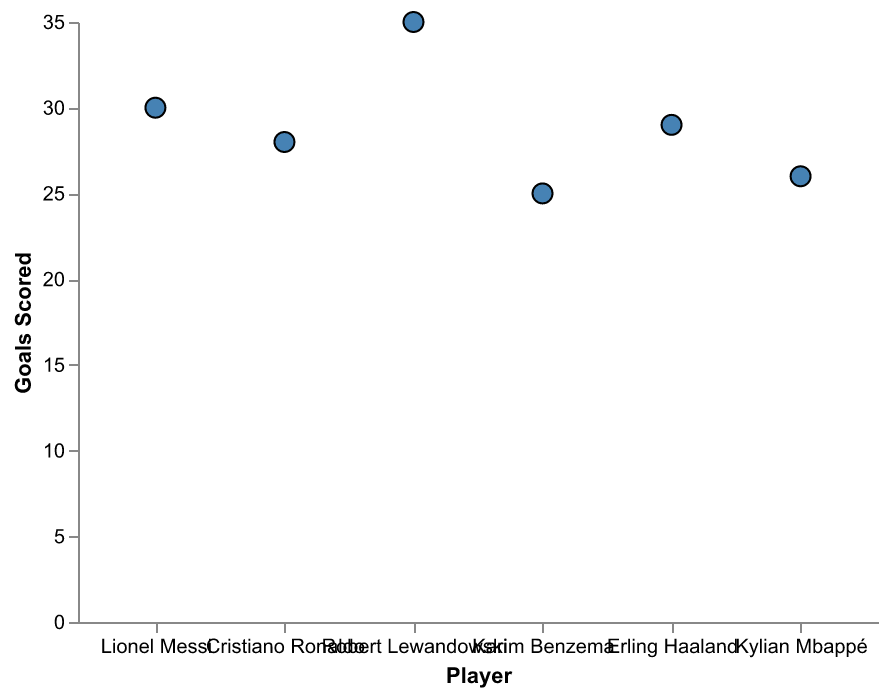 35
30
25
20
15
10
5
0
Goals Scored
Lionel Messi Cristiano Ronaldo Robert Lewandowski Karim Benzema Erling Haaland Kylian Mbappé
Player